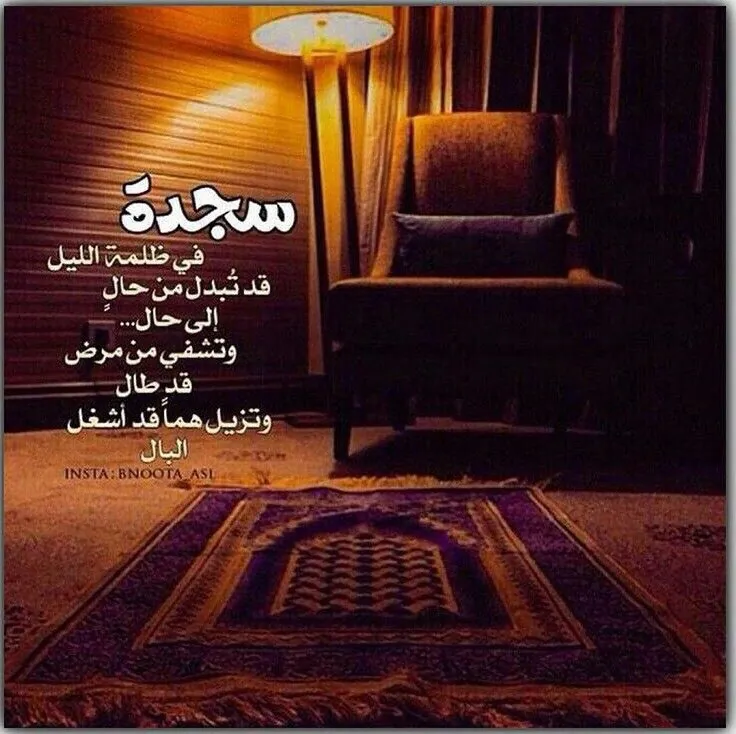 سجدة
في ظلمة الليل
قد تُبدل من حالٍ
إلى حال...
وتشفي من مرض
قد طال
وتزيل هماً قد أشغل
البال
INSTA:BNOOTA_ASL